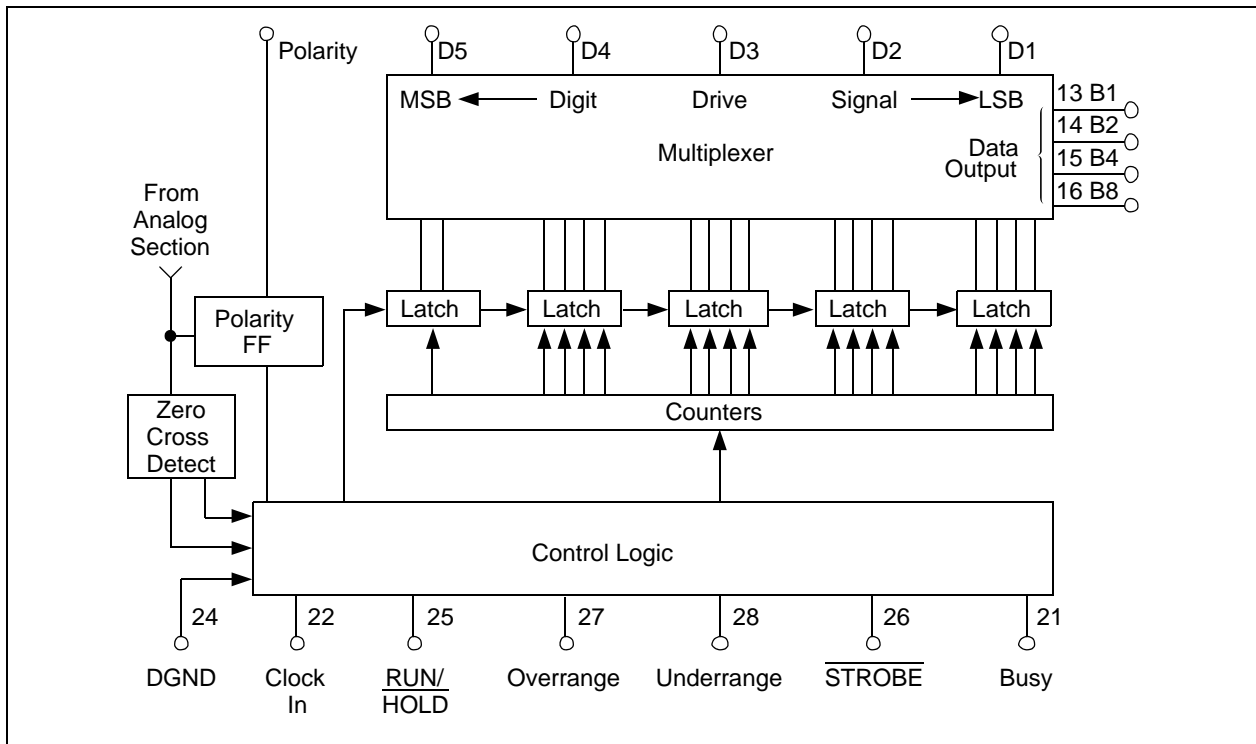 Polarity
D5
D4
D3
D2
D1
MSB
Digit
Drive
Signal
LSB
13 B1
14 B2
15 B4
16 B8
Multiplexer
Data
Output
From
Analog
Section
Polarity
FF
Latch
Latch
Latch
Latch
Latch
Zero
Cross
Detect
Counters
Control Logic
24
22
25
27
28
26
21
DGND
Clock
In
RUN/
HOLD
Overrange
Underrange
STROBE
Busy